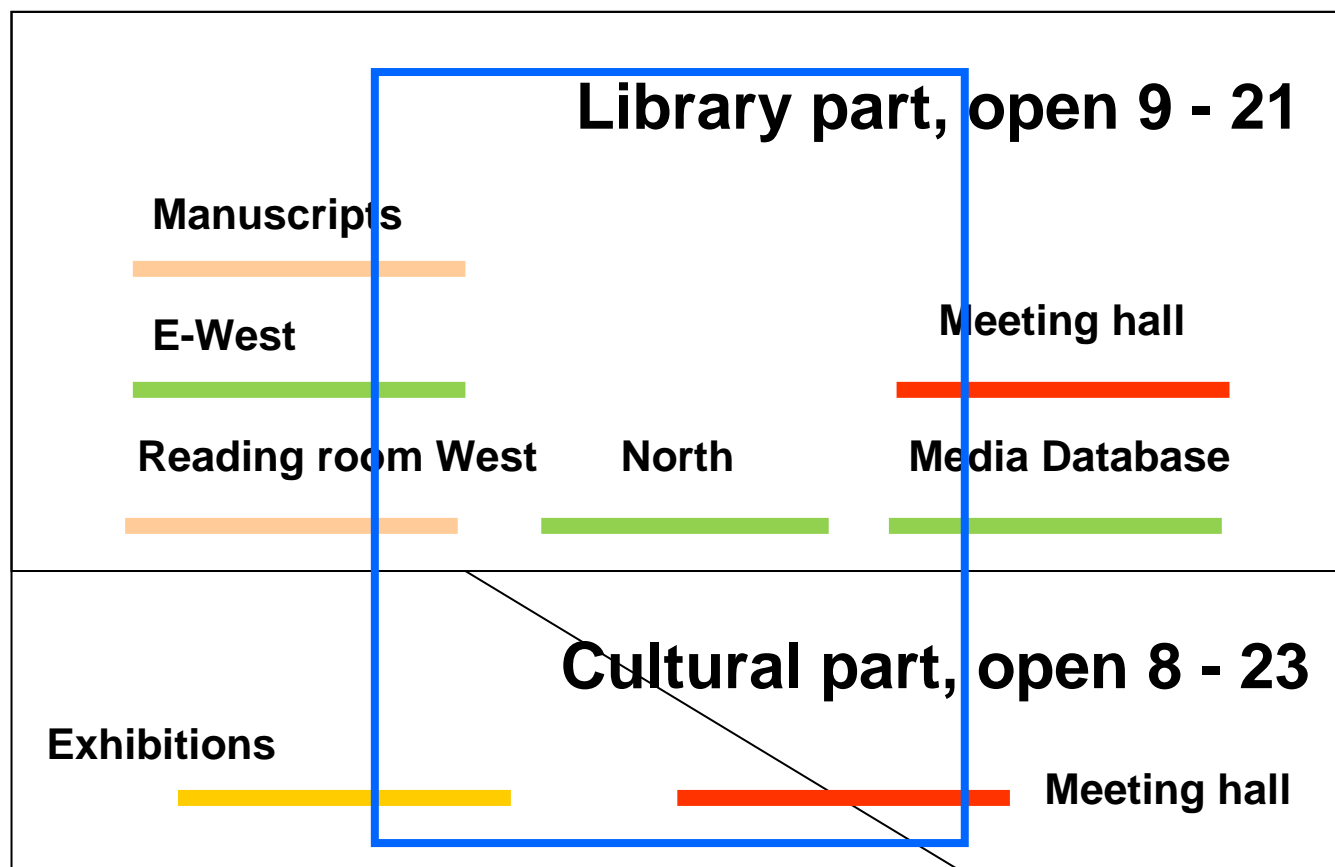 Library part, open 9 - 21
Manuscripts
E-West
Meeting hall
Reading room West
North
Media Database
Cultural part, open 8 - 23
Exhibitions
Meeting hall